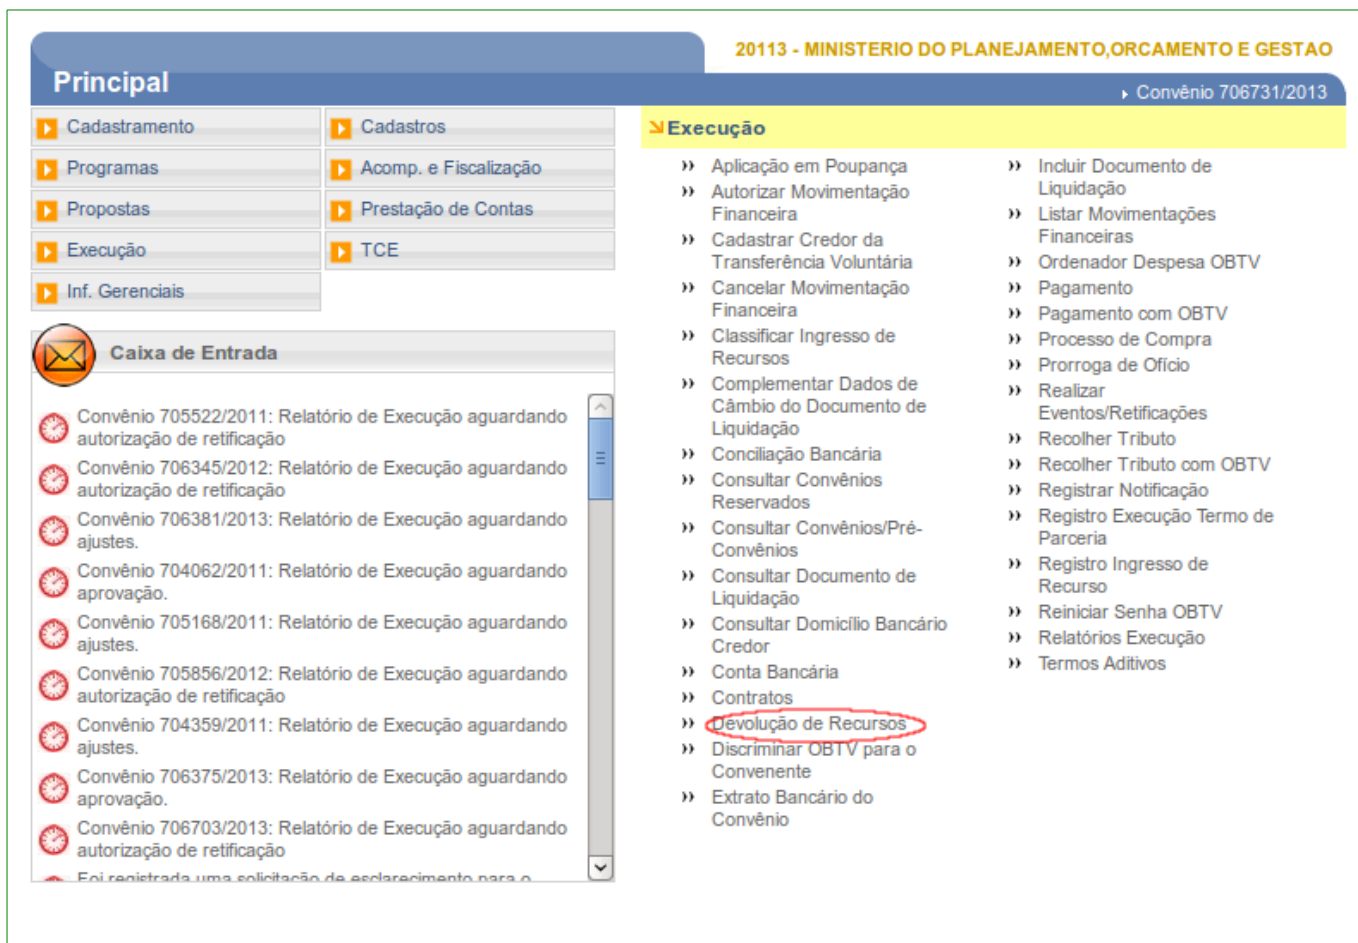 20113 - MINISTERIO DO PLANEJAMENTO,ORCAMENTO E GESTAO
Principal
Convênio 706731/2013
Cadastramento
Cadastros
Programas
Acomp. e Fiscalização
Propostas
Prestação de Contas
Execução
TCE
Inf. Gerenciais
Caixa de Entrada
Convênio 705522/2011: Relatório de Execução aguardando
autorização de retificação
Convênio 706345/2012: Relatório de Execução aguardando
autorização de retificação
Convênio 706381/2013: Relatório de Execução aguardando
ajustes.
Convênio 704062/2011: Relatório de Execução aguardando
aprovação.
Convênio 705168/2011: Relatório de Execução aguardando
ajustes.
Convênio 705856/2012: Relatório de Execução aguardando
autorização de retificação
Convênio 704359/2011: Relatório de Execução aguardando
ajustes.
Convênio 706375/2013: Relatório de Execução aguardando
aprovação.
Convênio 706703/2013: Relatório de Execução aguardando
autorização de retificação
Foi registrada uma solicitação de esclarecimento para o
Execução
Aplicação em Poupança
Autorizar Movimentação
Financeira
Cadastrar Credor da
Transferência Voluntária
Cancelar Movimentação
Financeira
Classificar Ingresso de
Recursos
Complementar Dados de
Câmbio do Documento de
Liquidação
Conciliação Bancária
Consultar Convênios
Reservados
Consultar Convênios/Pré-
Convênios
Consultar Documento de
Liquidação
Consultar Domicílio Bancário
Credor
Conta Bancária
Contratos
Devolução de Recursos
Discriminar OBTV para o
Convenente
Extrato Bancário do
Convênio
Incluir Documento de
Liquidação
Listar Movimentações
Financeiras
Ordenador Despesa OBTV
Pagamento
Pagamento com OBTV
Processo de Compra
Prorroga de Ofício
Realizar
Eventos/Retificações
Recolher Tributo
Recolher Tributo com OBTV
Registrar Notificação
Registro Execução Termo de
Parceria
Registro Ingresso de
Recurso
Reiniciar Senha OBTV
Relatórios Execução
Termos Aditivos